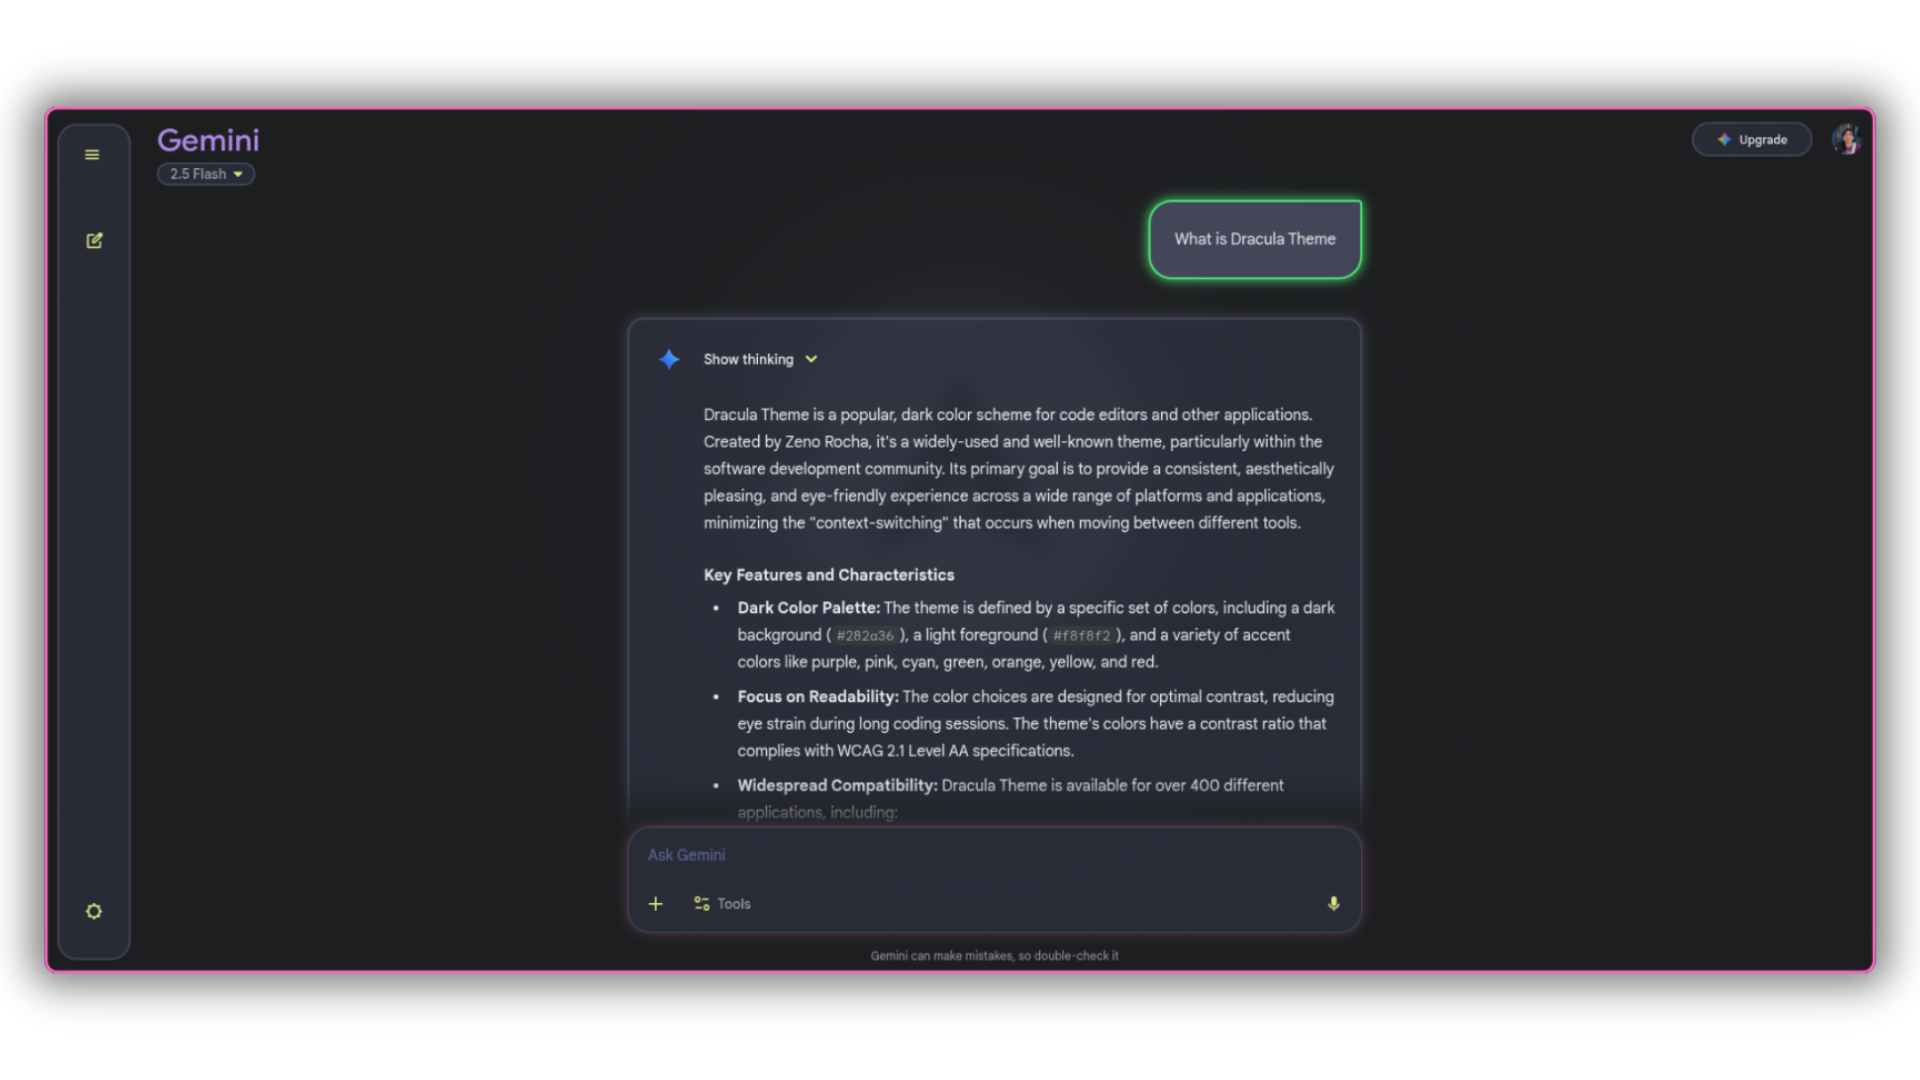 Gemini
2.5 Flash
Upgrade
What is Dracula Theme
Show thinking
Dracula Theme is a popular, dark color scheme for code editors and other applications.
Created by Zeno Rocha, it's a widely-used and well-known theme, particularly within the
software development community. Its primary goal is to provide a consistent, aesthetically
pleasing, and eye-friendly experience across a wide range of platforms and applications,
minimizing the "context-switching" that occurs when moving between different tools.
Key Features and Characteristics
• Dark Color Palette: The theme is defined by a specific set of colors, including a dark
background ( #282a36 ), a light foreground ( #f8f8f2 ), and a variety of accent
colors like purple, pink, cyan, green, orange, yellow, and red.
• Focus on Readability: The color choices are designed for optimal contrast, reducing
eye strain during long coding sessions. The theme's colors have a contrast ratio that
complies with WCAG 2.1 Level AA specifications.
• Widespread Compatibility: Dracula Theme is available for over 400 different
applications, including:
Ask Gemini
Tools
Gemini can make mistakes, so double-check it